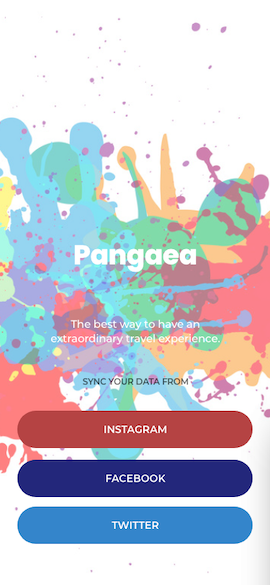 Pangaea
The best way to have an
extraordinary travel experience.
SYNC YOUR DATA FROM
INSTAGRAM
FACEBOOK
TWITTER